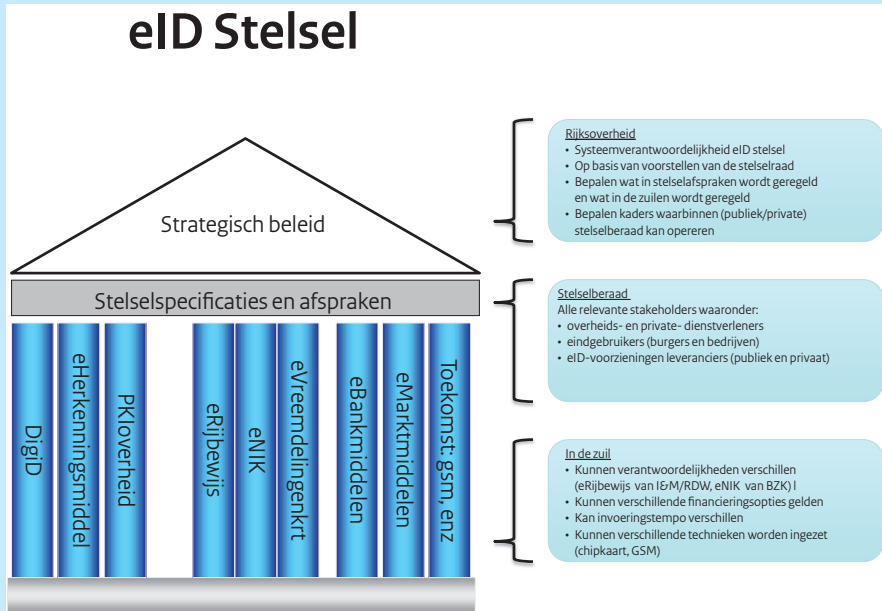 eID Stelsel
Strategisch beleid
Stelselspecificaties en afspraken
DigiD
eHerkenningsmiddel
PKIoverheid
eRijbewijs
eNIK
eVreemdelingenkrt
eBankmiddelen
eMarktmiddelen
Toekomst: gsm, enz
Rijksoverheid
• Systeemverantwoordelijkheid eID stelsel
• Op basis van voorstellen van de stelselraad
• Bepalen wat in stelselafspraken wordt geregeld
en wat in de zuilen wordt geregeld
• Bepalen kaders waarbinnen (publiek/private)
stelselberaad kan opereren
Stelselberaad
Alle relevante stakeholders waaronder:
• overheids- en private- dienstverleners
• eindgebruikers (burgers en bedrijven)
• eID-voorzieningen leveranciers (publiek en privaat)
In de zuil
• Kunnen verantwoordelijkheden verschillen
(eRijbewijs van I&M/RDW, eNIK van BZK) l
• Kunnen verschillende financieringsopties gelden
• Kan invoeringstempo verschillen
• Kunnen verschillende technieken worden ingezet
(chipkaart, GSM)